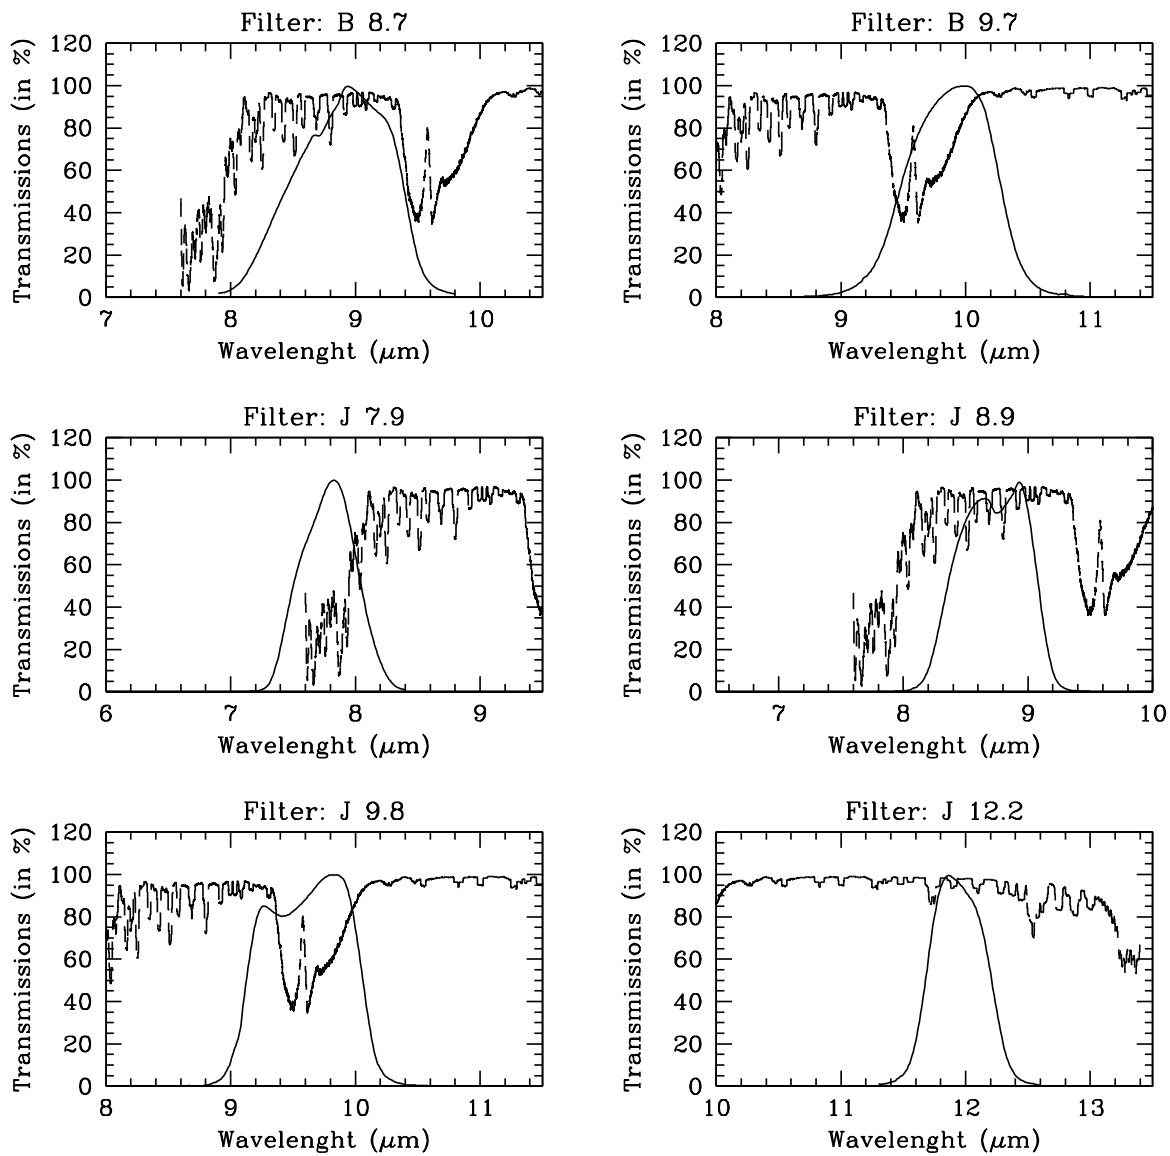 Filter: B 8.7
Transmissions (in %)
120
100
80
60
40
20
0
7 8 9 10
Wavelenght (μm)
Filter: B 9.7
Transmissions (in %)
120
100
80
60
40
20
0
8 9 10 11
Wavelenght (μm)
Filter: J 7.9
Transmissions (in %)
120
100
80
60
40
20
0
6 7 8 9
Wavelenght (μm)
Filter: J 8.9
Transmissions (in %)
120
100
80
60
40
20
0
7 8 9 10
Wavelenght (μm)
Filter: J 9.8
Transmissions (in %)
120
100
80
60
40
20
0
8 9 10 11
Wavelenght (μm)
Filter: J 12.2
Transmissions (in %)
120
100
80
60
40
20
0
10 11 12 13
Wavelenght (μm)